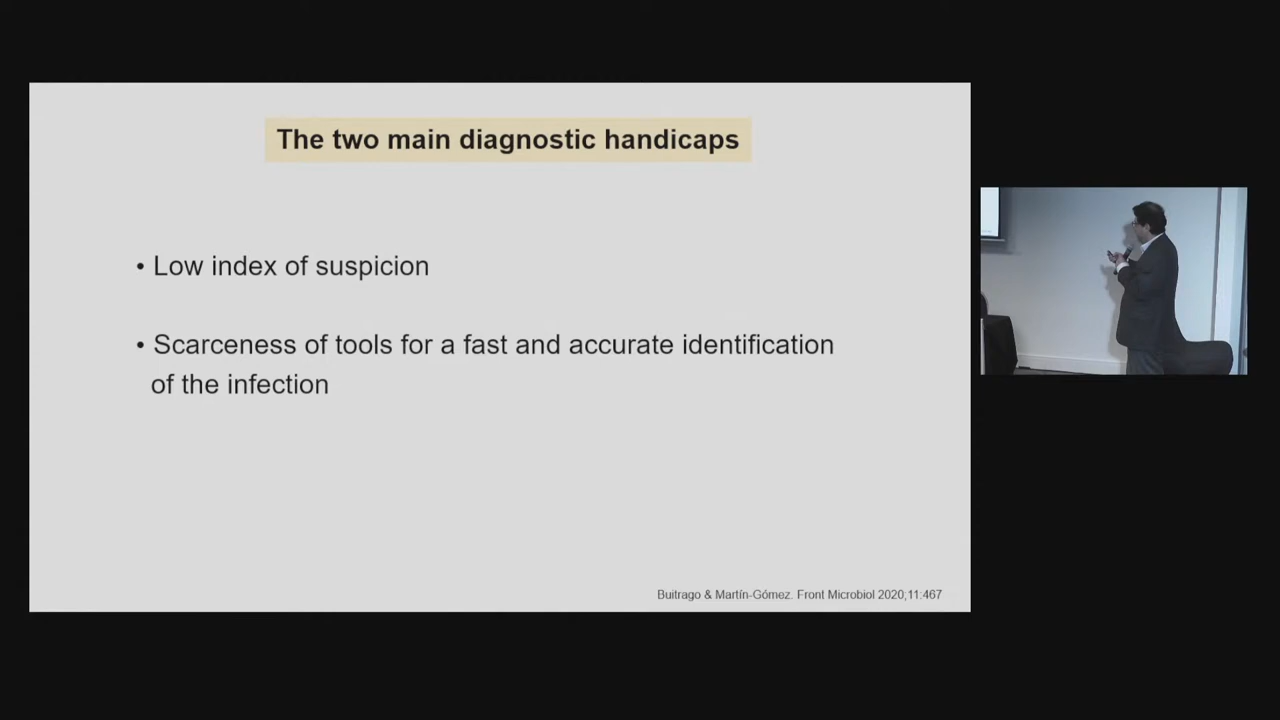 The two main diagnostic handicaps
• Low index of suspicion
• Scarceness of tools for a fast and accurate identification
of the infection
Buitrago & Martín-Gómez. Front Microbiol 2020;11:467